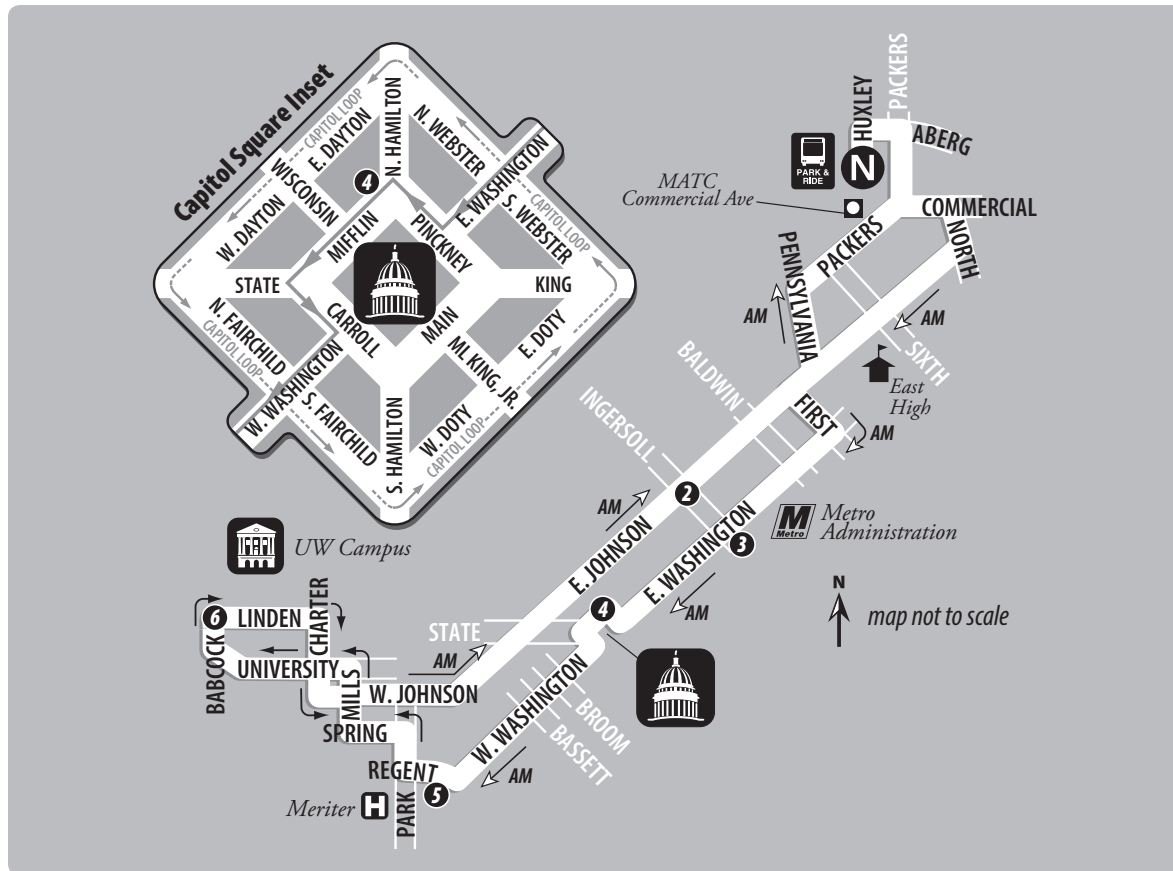 Capitol Square Inset
CAPITOL LOOP
E. DAYTON
N. HAMILTON
N. WEBSTER
E. WASHINGTON
WISCONSIN
4
W. DAYTON
MIFFLIN
PINCKNEY
S. WEBSTER
CAPITOL LOOP
STATE
KING
N. FAIRCHILD
CAPITOL LOOP
CARROLL
MAIN
E. DOTY
ML KING, JR.
W. WASHINGTON
S. FAIRCHILD
S. HAMILTON
W. DOTY
CAPITOL LOOP
PACKERS
HUXLEY
ABERG
PARK &
RIDE
N
MATC
Commercial Ave
COMMERCIAL
NORTH
PACKERS
PENNSYLVANIA
AM
AM
SIXTH
East
High
BALDWIN
FIRST
AM
INGERSOLL
2
AM
E. JOHNSON
E. WASHINGTON
3
M
Metro
Metro
Administration
AM
4
N
map not to scale
UW Campus
6
LINDEN
CHARTER
BABCOCK
UNIVERSITY
MILLS
STATE
AM
W. JOHNSON
SPRING
W. WASHINGTON
BROOM
BASSETT
AM
REGENT
5
Meriter
H
PARK